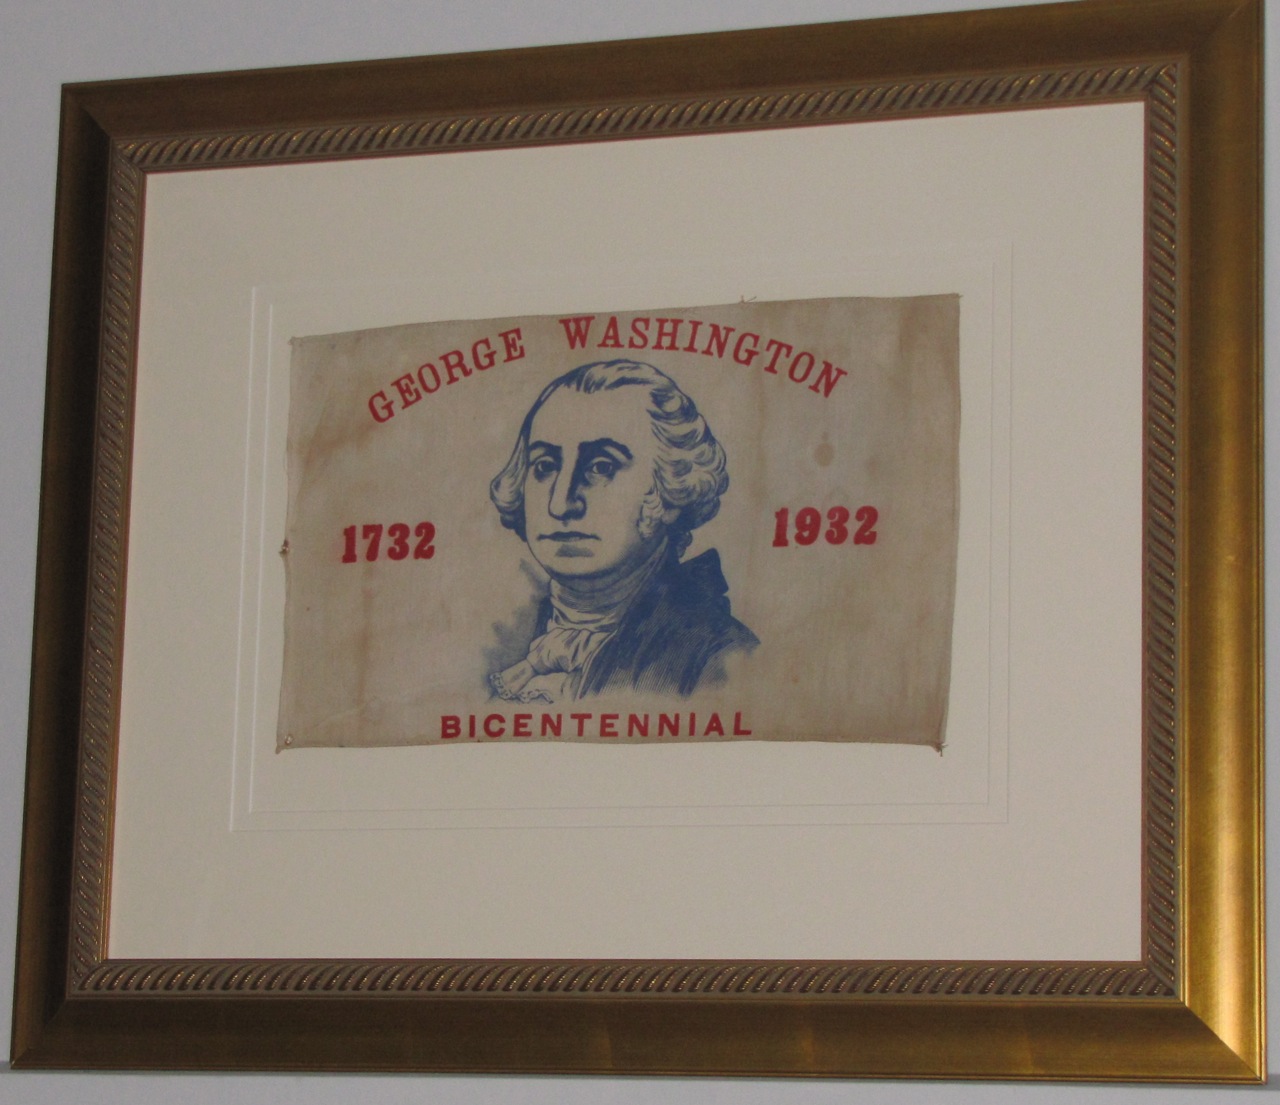 GEORGE WASHINGTON
1732 1932
BICENTENNIAL